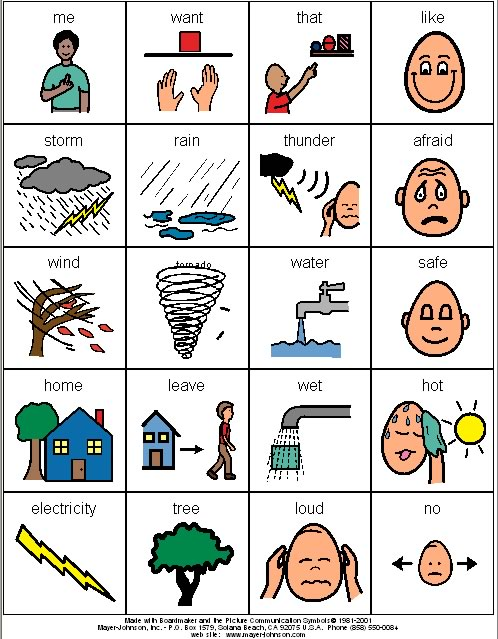 me want that like
storm rain thunder afraid
wind tornado water safe
home leave wet hot
electricity tree loud no
Made with Boardmaker and the Picture Communication Symbols © 1981-2001
Mayer-Johnson, Inc. - P.O. Box 1579, Solana Beach, CA 92075 U.S.A. Phone (858) 550-0084
web site: www.mayer-johnson.com